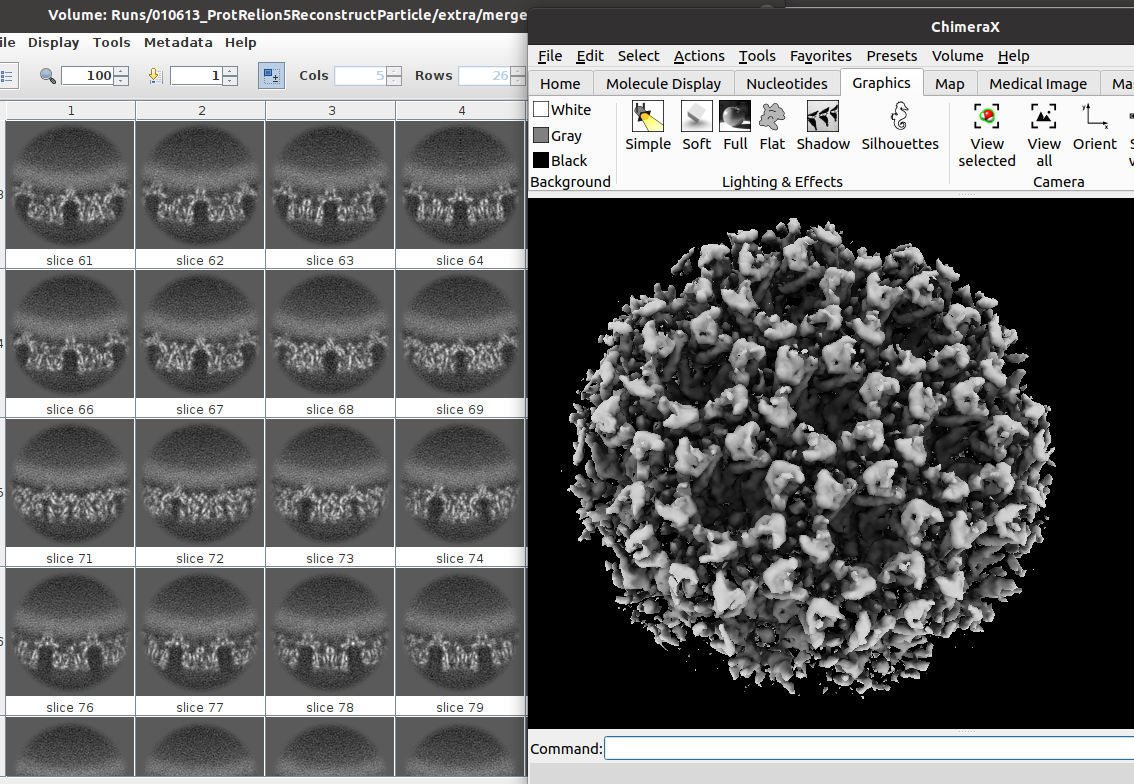 Volume: Runs/010613_ProtRelion5ReconstructParticle/extra/merge
ile Display Tools Metadata Help
100 1 Cols 5 Rows 26
1 2 3 4
slice 61 slice 62 slice 63 slice 64
slice 66 slice 67 slice 68 slice 69
slice 71 slice 72 slice 73 slice 74
slice 76 slice 77 slice 78 slice 79
ChimeraX
File Edit Select Actions Tools Favorites Presets Volume Help
Home Molecule Display Nucleotides Graphics Map Medical Image Ma
White
Gray
Black
Background
Simple Soft Full Flat Shadow Silhouettes
Lighting & Effects
View selected View all Orient
Camera
Command: